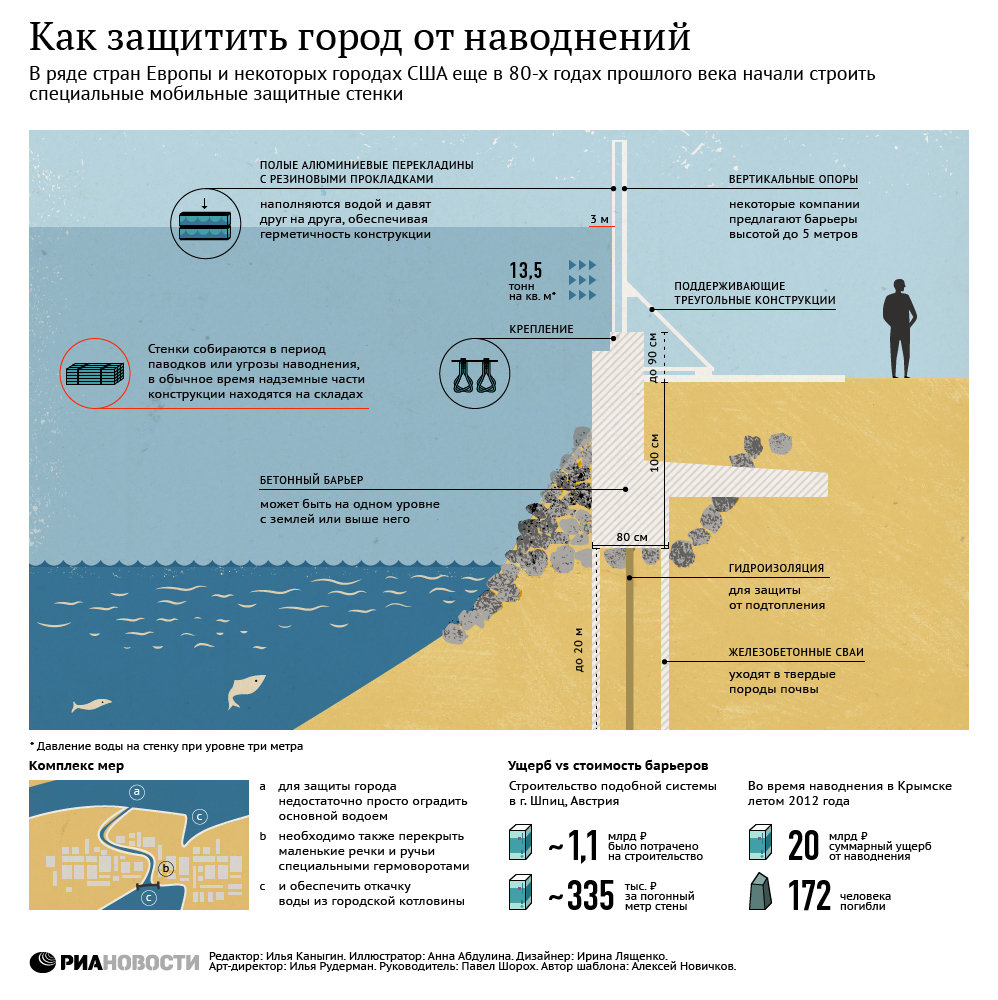 Как защитить город от наводнений
В ряде стран Европы и некоторых городах США еще в 80-х годах прошлого века начали строить
специальные мобильные защитные стенки
ПОЛЫЕ АЛЮМИНИЕВЫЕ ПЕРЕКЛАДИНЫ
С РЕЗИНОВЫМИ ПРОКЛАДКАМИ
наполняются водой и давят
друг на друга, обеспечивая
герметичность конструкции
ВЕРТИКАЛЬНЫЕ ОПОРЫ
некоторые компании
предлагают барьеры
высотой до 5 метров
3 м
13,5
тонн
на кв. м*
ПОДДЕРЖИВАЮЩИЕ
ТРЕУГОЛЬНЫЕ КОНСТРУКЦИИ
КРЕПЛЕНИЕ
Стенки собираются в период
паводков или угрозы наводнения,
в обычное время надземные части
конструкции находятся на складах
до 90 см
100 см
БЕТОННЫЙ БАРЬЕР
может быть на одном уровне
с землей или выше него
80 см
ГИДРОИЗОЛЯЦИЯ
для защиты
от подтопления
до 20 м
ЖЕЛЕЗОБЕТОННЫЕ СВАИ
уходят в твердые
породы почвы
* Давление воды на стенку при уровне три метра
Комплекс мер
a
c
b
c
a для защиты города
недостаточно просто оградить
основной водоем
b необходимо также перекрыть
маленькие речки и ручьи
специальными гермоворотами
c и обеспечить откачку
воды из городской котловины
Ущерб vs стоимость барьеров
Строительство подобной системы
в г. Шпиц, Австрия
~1,1 млрд ₽
было потрачено
на строительство
~335 тыс. ₽
за погонный
метр стены
Во время наводнения в Крымске
летом 2012 года
20 млрд ₽
суммарный ущерб
от наводнения
172 человека
погибли
РИАНОВОСТИ
Редактор: Илья Каныгин. Иллюстратор: Анна Абдулина. Дизайнер: Ирина Лященко.
Арт-директор: Илья Рудерман. Руководитель: Павел Шорох. Автор шаблона: Алексей Новичков.